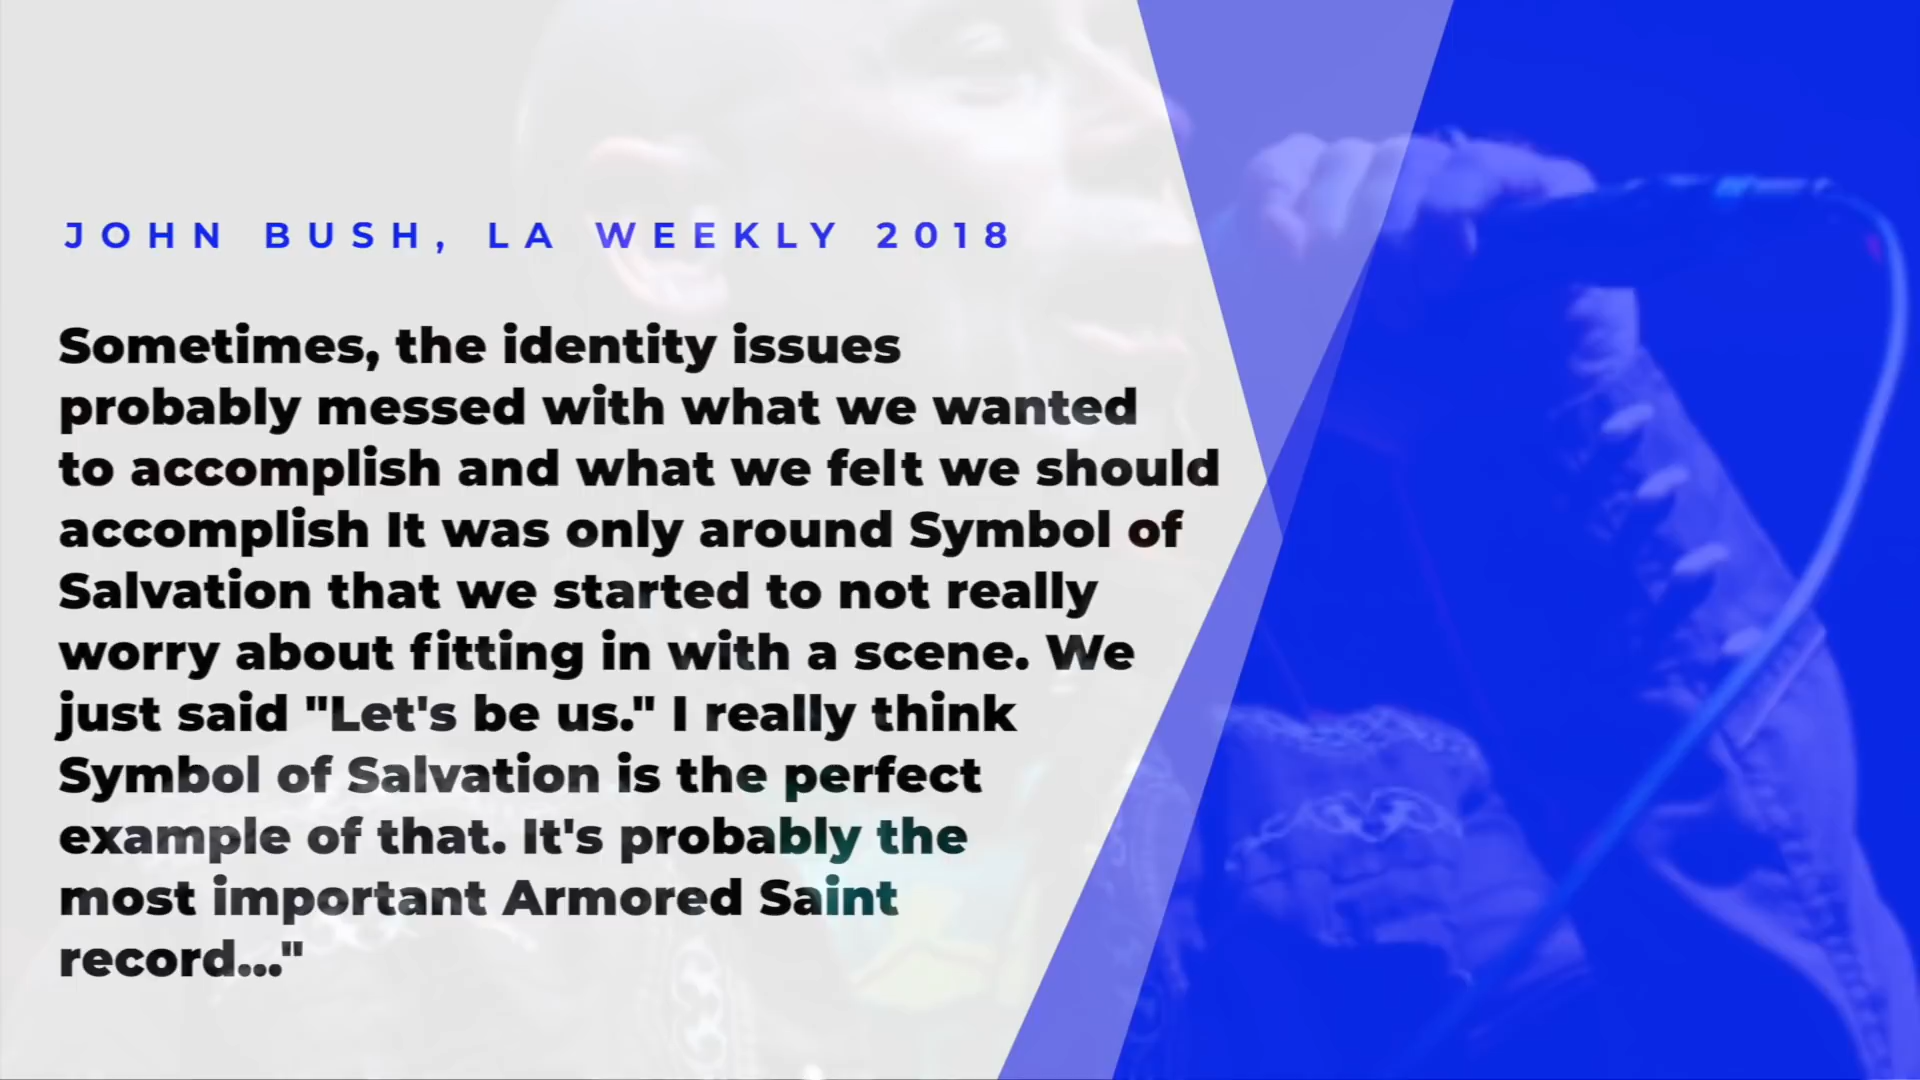 JOHN BUSH, LA WEEKLY 2018
Sometimes, the identity issues
probably messed with what we wanted
to accomplish and what we felt we should
accomplish It was only around Symbol of
Salvation that we started to not really
worry about fitting in with a scene. We
just said "Let's be us." I really think
Symbol of Salvation is the perfect
example of that. It's probably the
most important Armored Saint
record..."